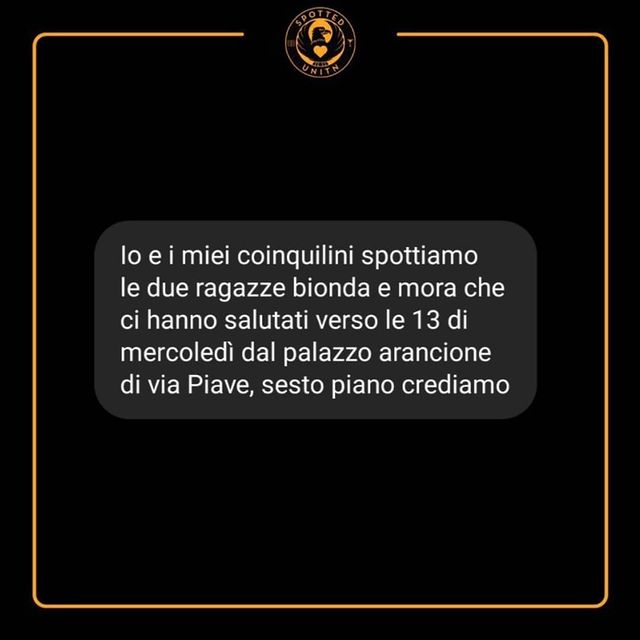 SPOTTED
UNITN
Io e i miei coinquilini spottiamo
le due ragazze bionda e mora che
ci hanno salutati verso le 13 di
mercoledì dal palazzo arancione
di via Piave, sesto piano crediamo